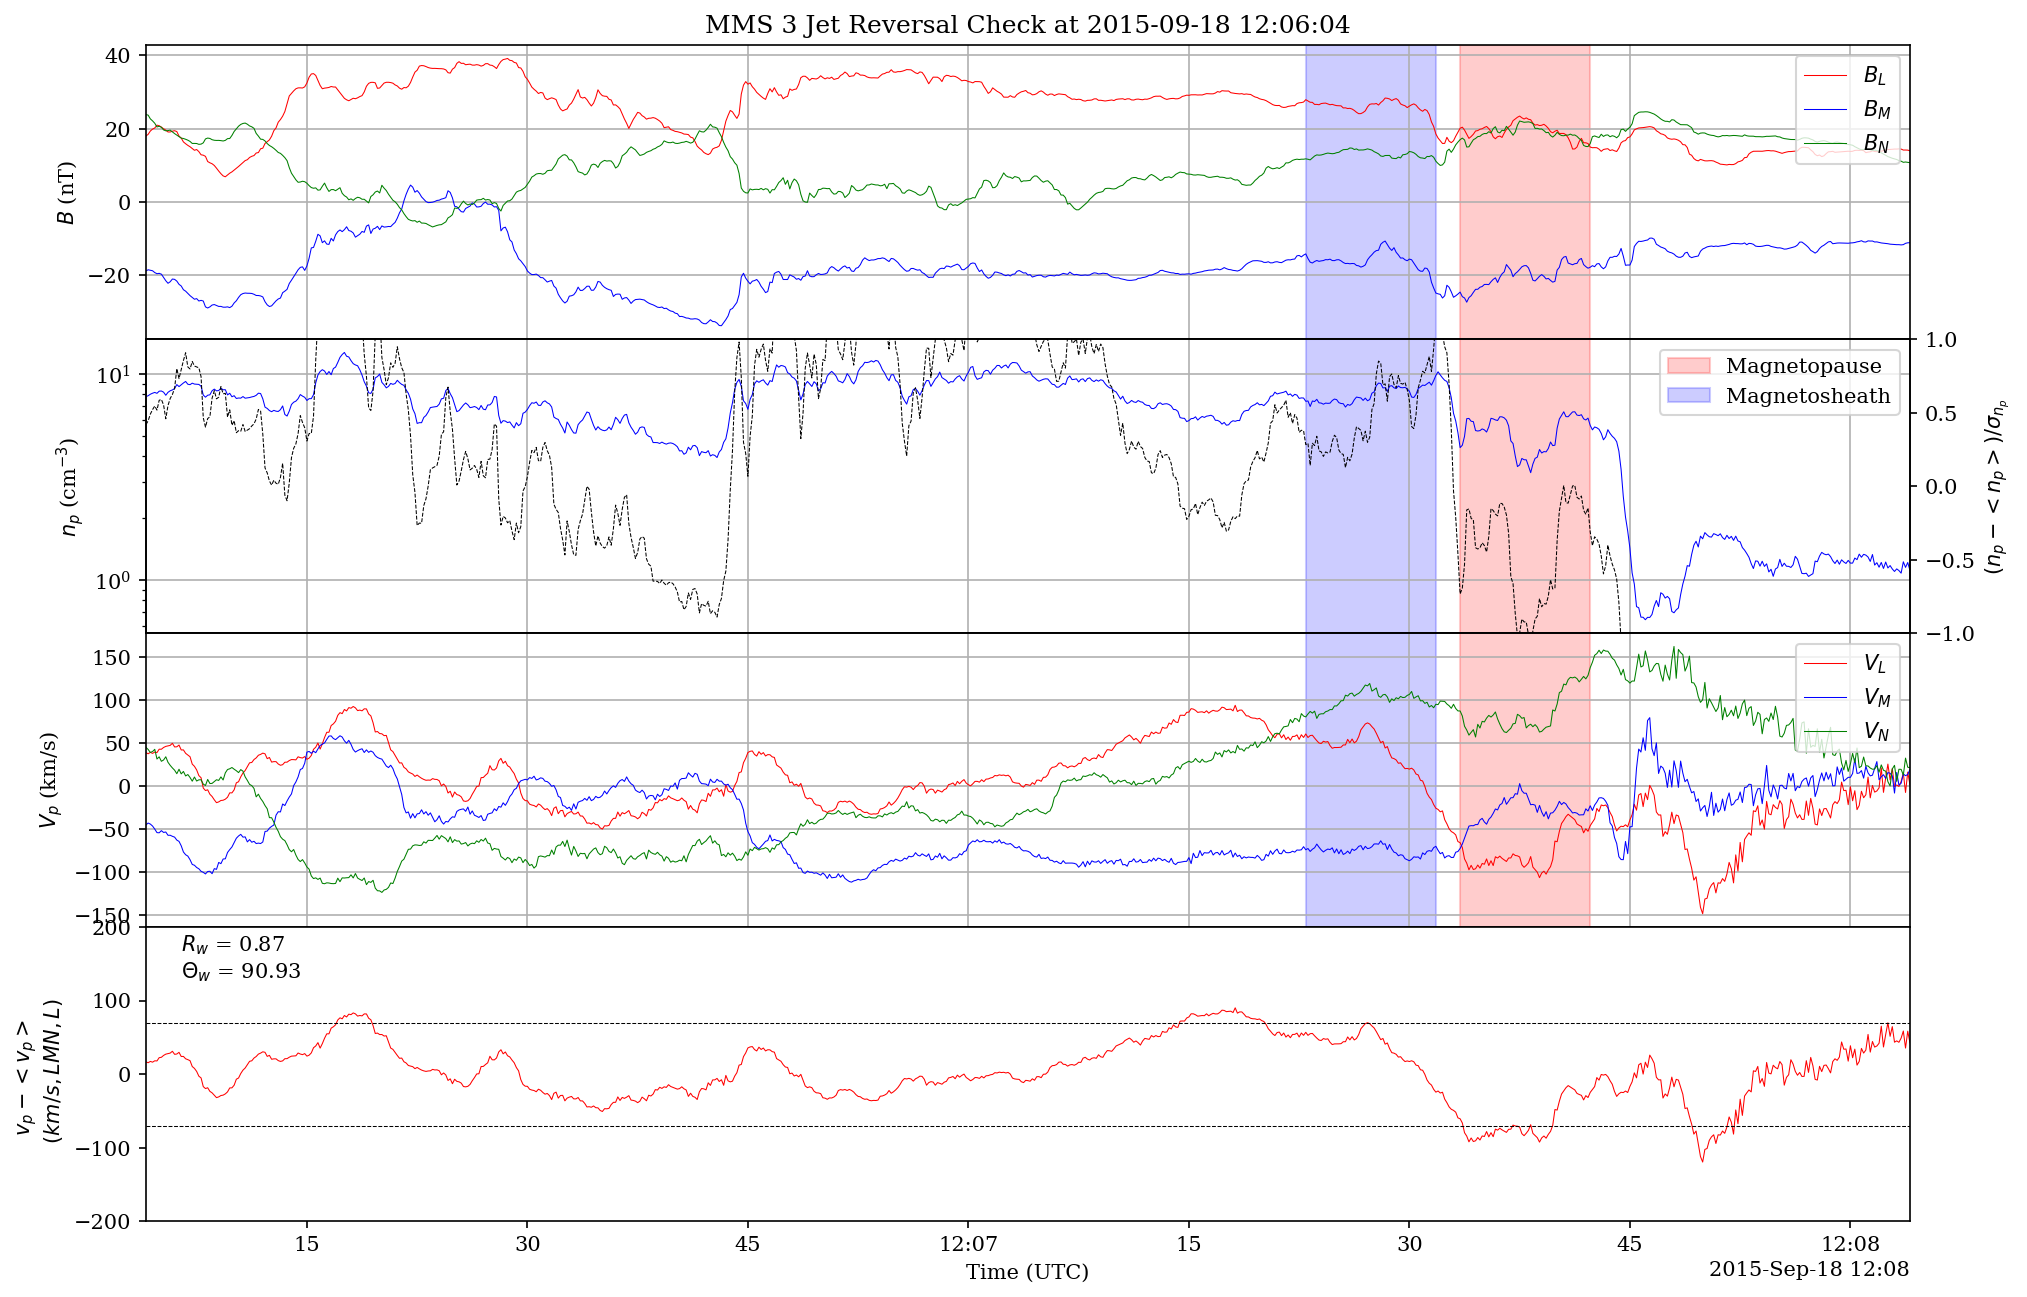 MMS 3 Jet Reversal Check at 2015-09-18 12:06:04
40
20
0
−20
B (nT)
B_L
B_M
B_N
10^1
10^0
n_p (cm^−3)
1.0
0.5
0.0
−0.5
−1.0
(n_p − < n_p >)/σ_n_p
Magnetopause
Magnetosheath
150
100
50
0
−50
−100
−150
V_p (km/s)
V_L
V_M
V_N
200
100
0
−100
−200
v_p − < v_p >
(km/s, LMN, L)
R_w = 0.87
Θ_w = 90.93
15 30 45 12:07 15 30 45 12:08
Time (UTC)
2015-Sep-18 12:08